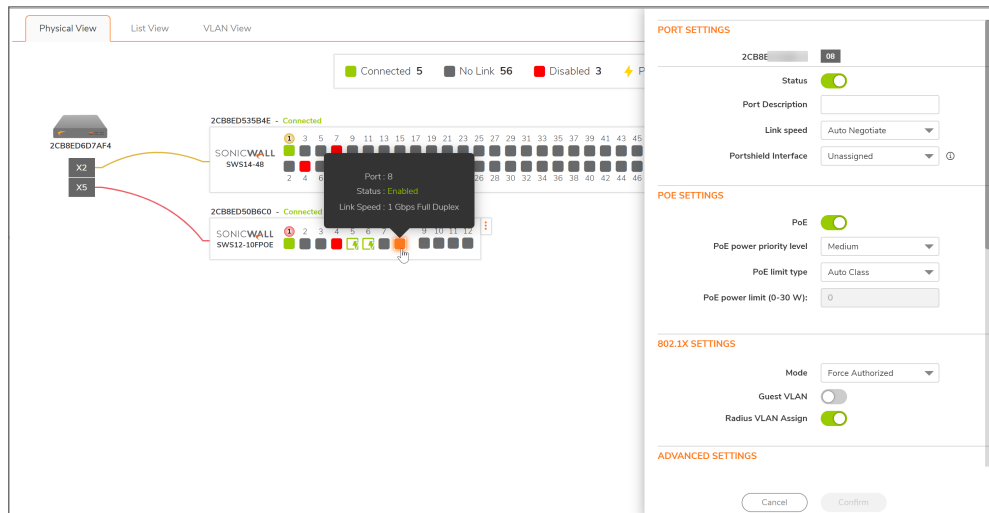 Physical View List View VLAN View
Connected 5 No Link 56 Disabled 3 P
2CB8ED6D7AF4
X2
X5
2CB8ED535B4E - Connected
1 3 5 7 9 11 13 15 17 19 21 23 25 27 29 31 33 35 37 39 41 43 45
SONICWALL
SWS14-48
2 4 6 26 28 30 32 34 36 38 40 42 44 46
Port : 8
Status : Enabled
Link Speed : 1 Gbps Full Duplex
2CB8ED50B6C0 - Connected
1 2 3 4 5 6 7 9 10 11 12
SONICWALL
SWS12-10FPOE
PORT SETTINGS
2CB8E 08
Status
Port Description
Link speed Auto Negotiate
Portshield Interface Unassigned
POE SETTINGS
PoE
PoE power priority level Medium
PoE limit type Auto Class
PoE power limit (0-30 W): 0
802.1X SETTINGS
Mode Force Authorized
Guest VLAN
Radius VLAN Assign
ADVANCED SETTINGS
Cancel Confirm